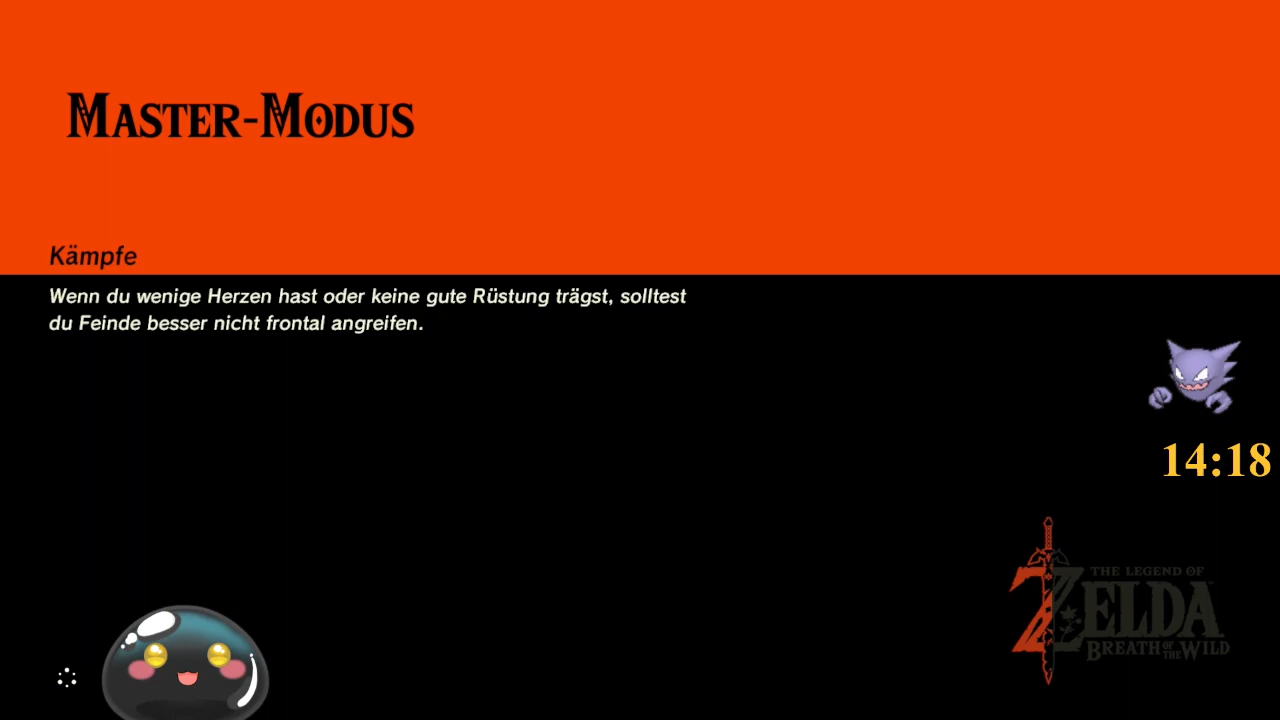 Master-Modus
Kämpfe
Wenn du wenige Herzen hast oder keine gute Rüstung trägst, solltest
du Feinde besser nicht frontal angreifen.
14:18
THE LEGEND OF
ZELDA
BREATH OF THE WILD